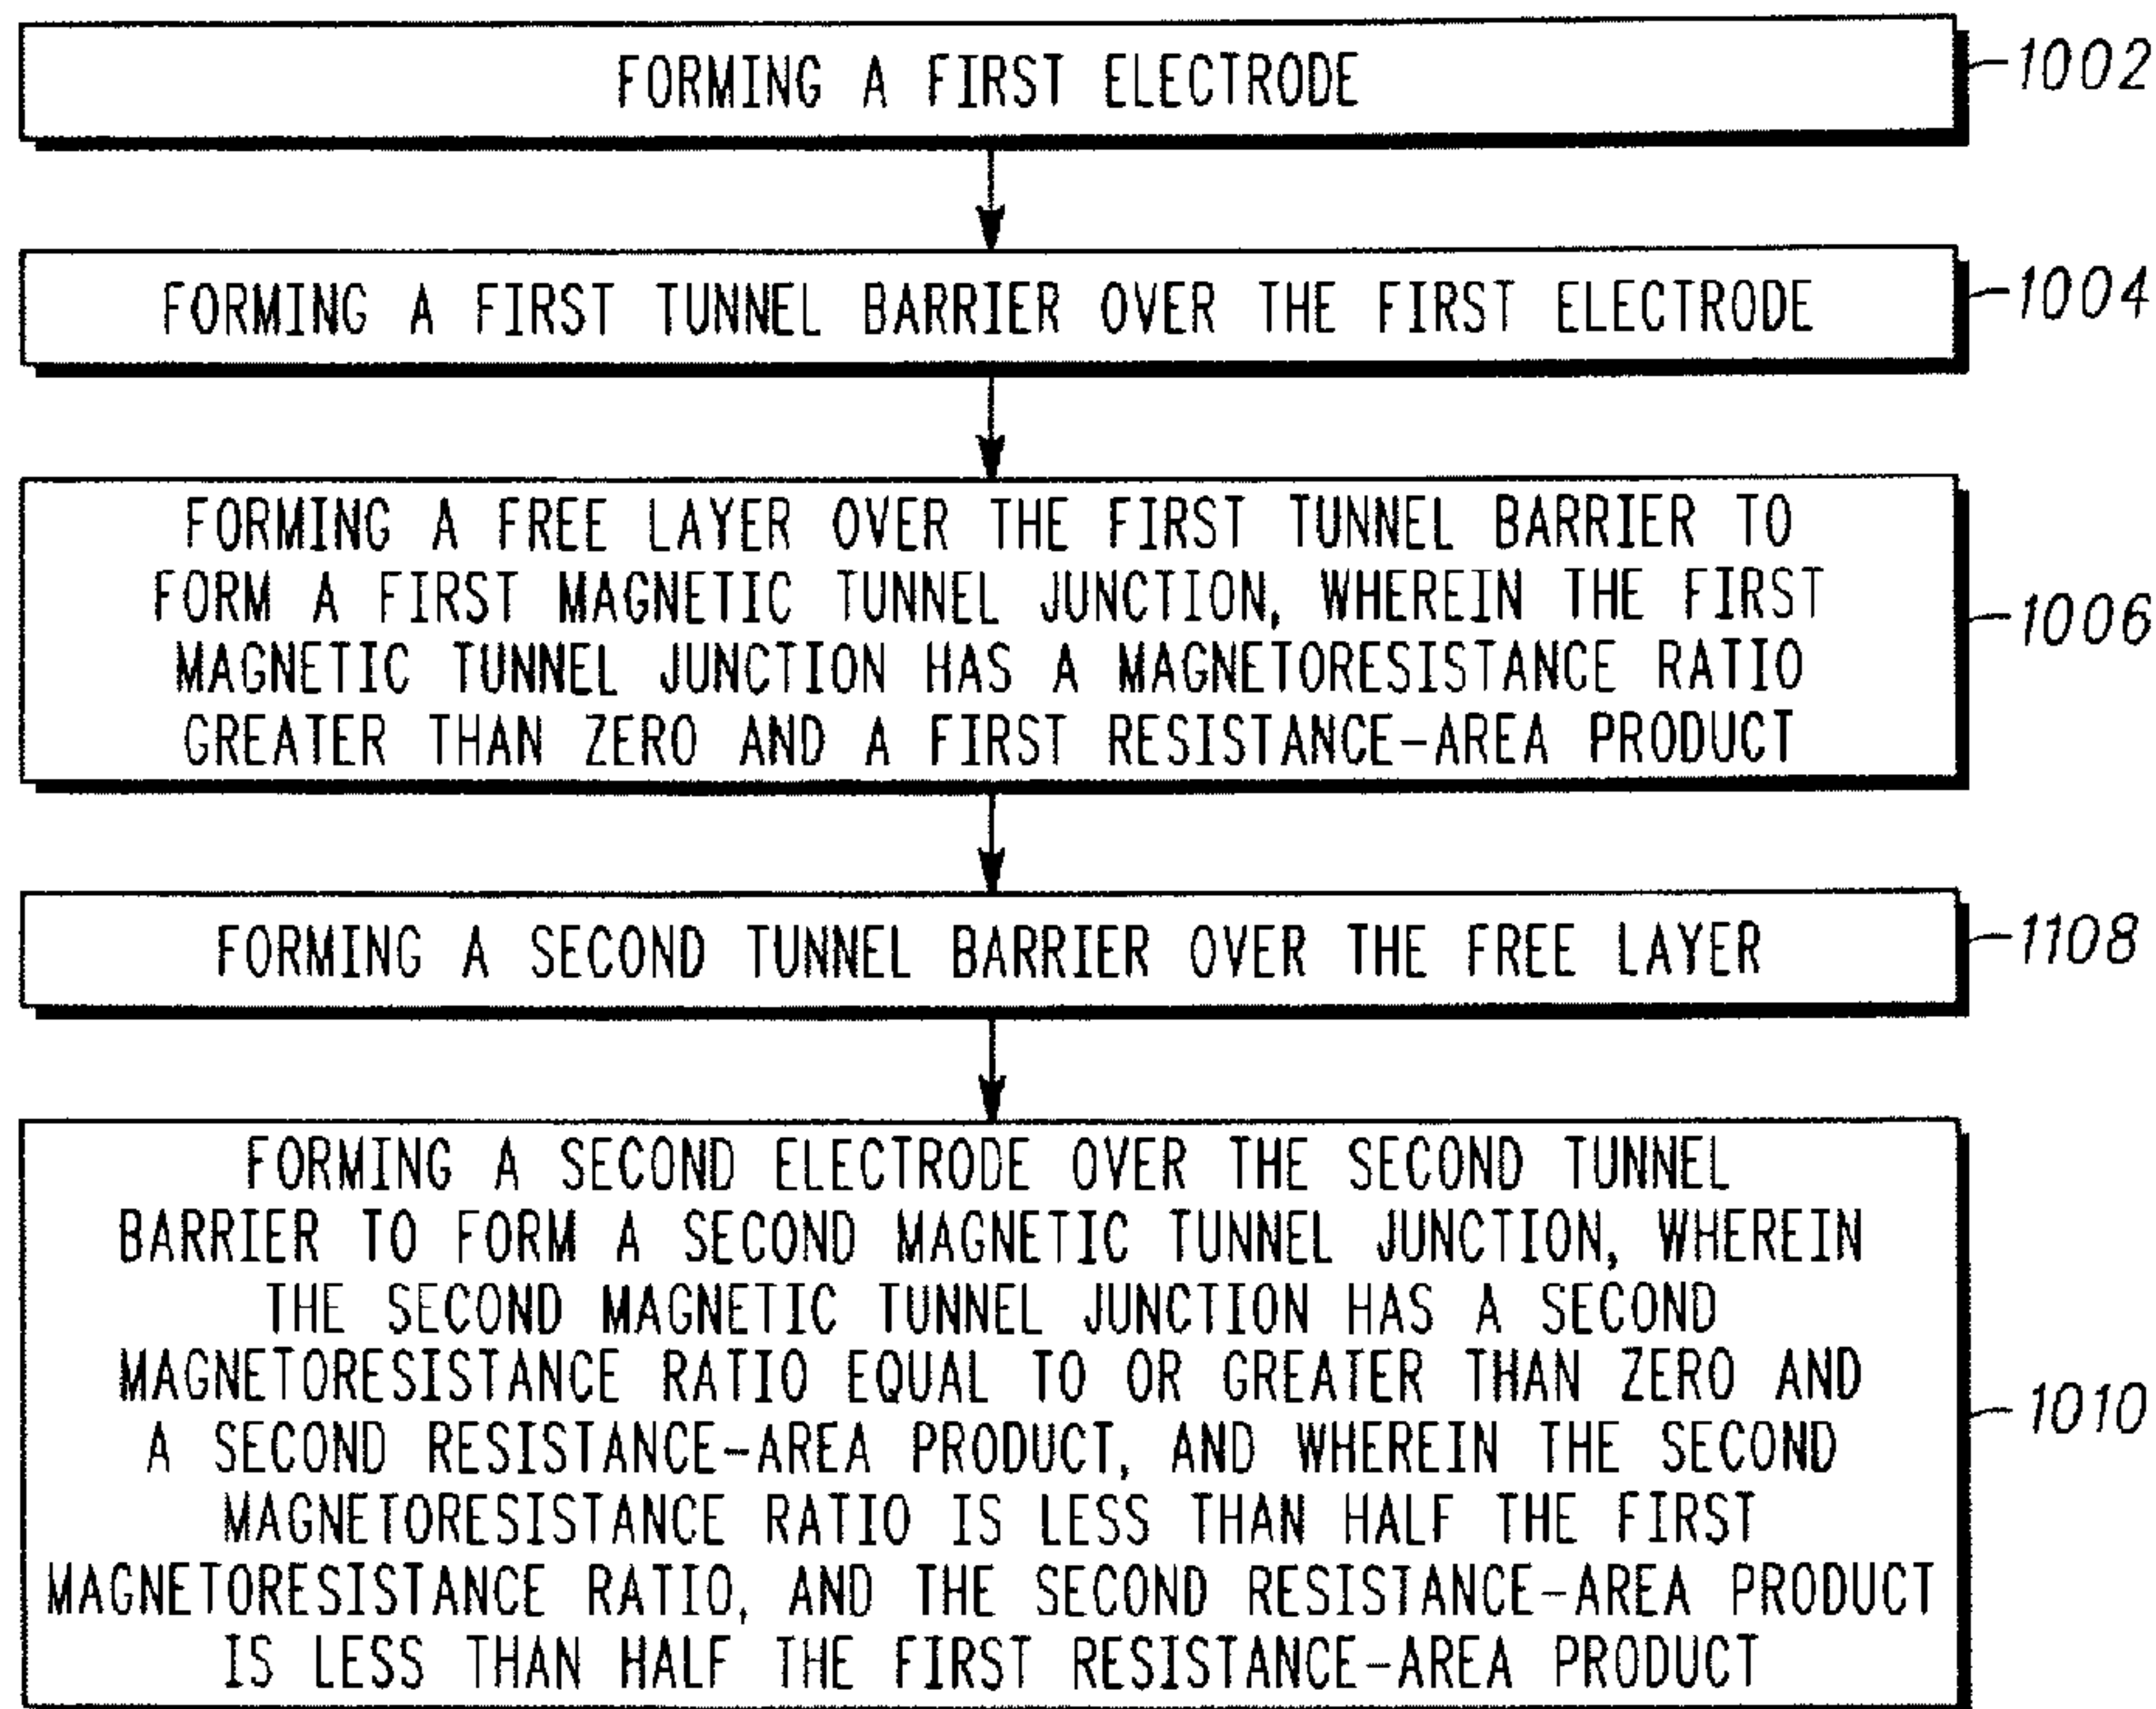 FORMING A FIRST ELECTRODE
1002
FORMING A FIRST TUNNEL BARRIER OVER THE FIRST ELECTRODE
1004
FORMING A FREE LAYER OVER THE FIRST TUNNEL BARRIER TO
FORM A FIRST MAGNETIC TUNNEL JUNCTION, WHEREIN THE FIRST
MAGNETIC TUNNEL JUNCTION HAS A MAGNETORESISTANCE RATIO
GREATER THAN ZERO AND A FIRST RESISTANCE-AREA PRODUCT
1006
FORMING A SECOND TUNNEL BARRIER OVER THE FREE LAYER
1108
FORMING A SECOND ELECTRODE OVER THE SECOND TUNNEL
BARRIER TO FORM A SECOND MAGNETIC TUNNEL JUNCTION, WHEREIN
THE SECOND MAGNETIC TUNNEL JUNCTION HAS A SECOND
MAGNETORESISTANCE RATIO EQUAL TO OR GREATER THAN ZERO AND
A SECOND RESISTANCE-AREA PRODUCT, AND WHEREIN THE SECOND
MAGNETORESISTANCE RATIO IS LESS THAN HALF THE FIRST
MAGNETORESISTANCE RATIO, AND THE SECOND RESISTANCE-AREA PRODUCT
IS LESS THAN HALF THE FIRST RESISTANCE-AREA PRODUCT
1010